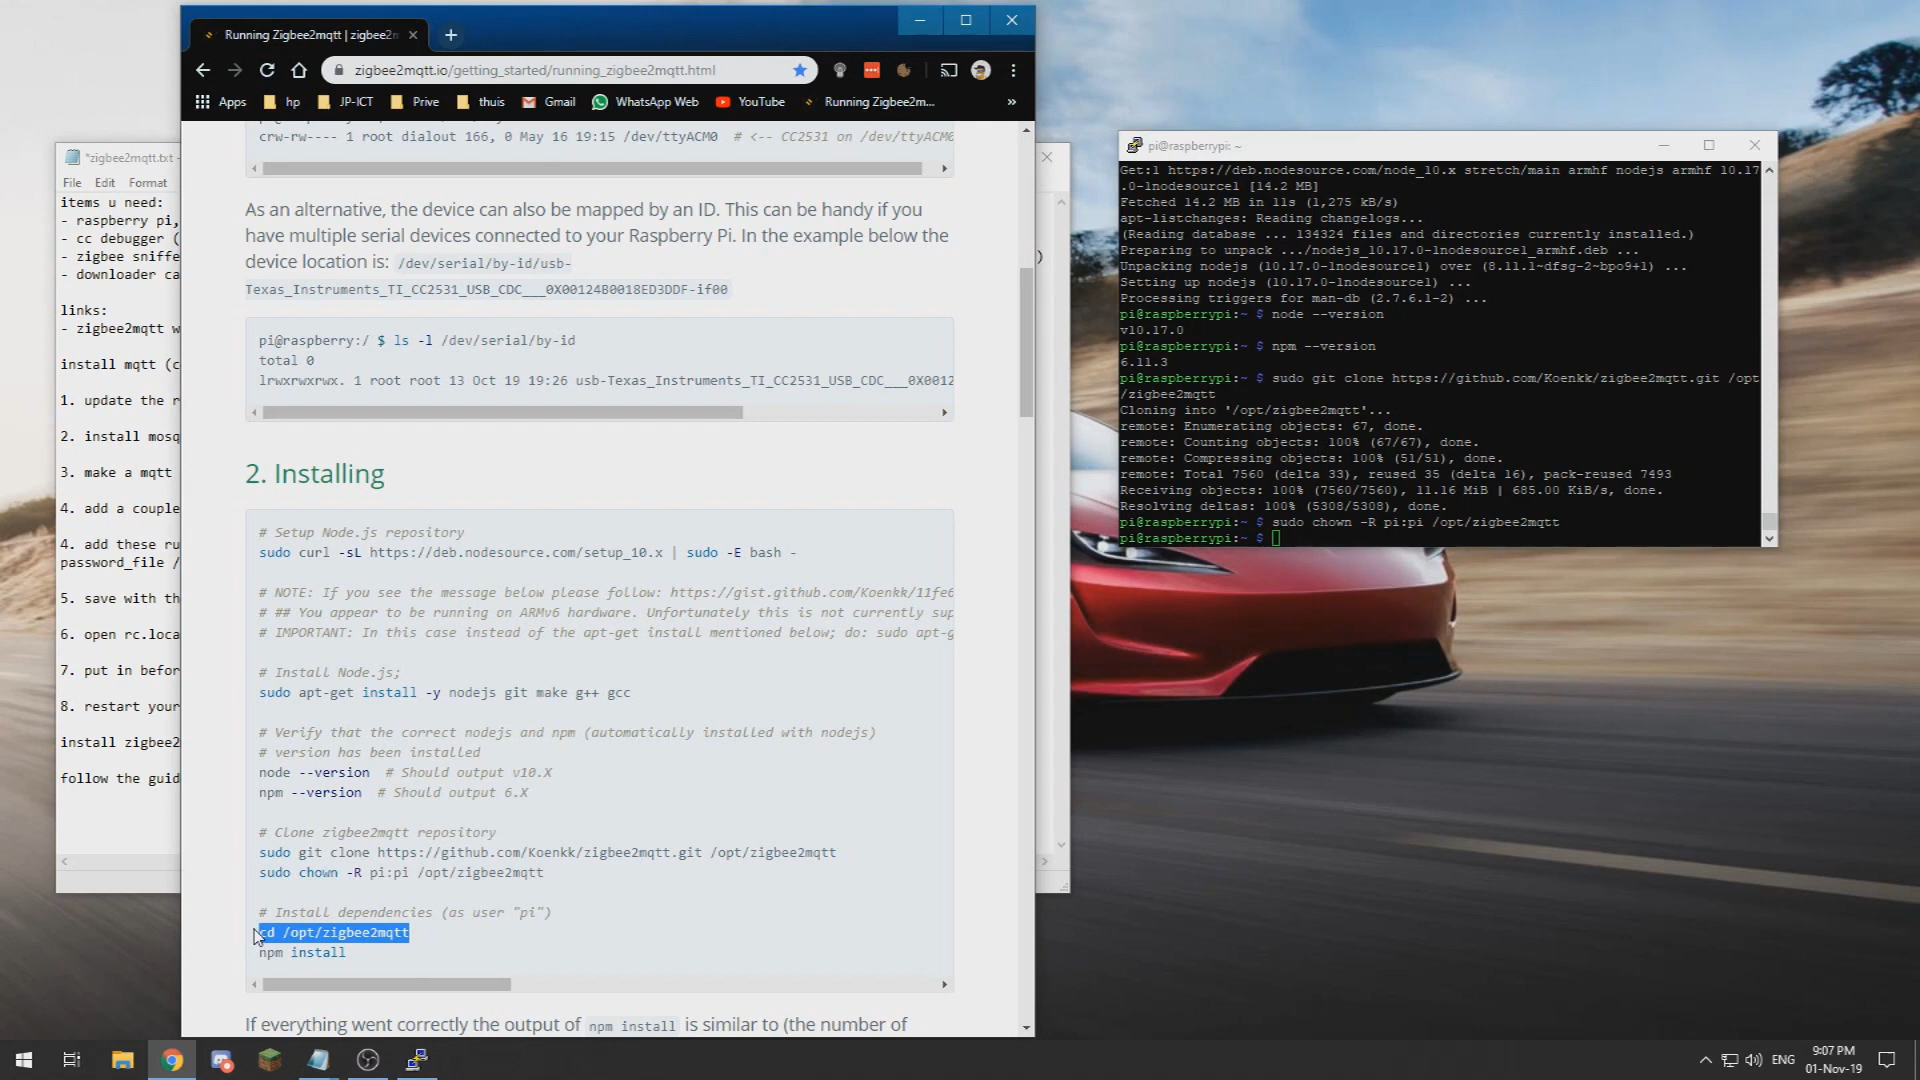 Running Zigbee2mqtt | zigbee2m
zigbee2mqtt.io/getting_started/running_zigbee2mqtt.html
Apps
hp
JP-ICT
Prive
thuis
Gmail
WhatsApp Web
YouTube
Running Zigbee2m...
»
crw-rw---- 1 root dialout 166, 0 May 16 19:15 /dev/ttyACM0 # <-- CC2531 on /dev/ttyACM0
As an alternative, the device can also be mapped by an ID. This can be handy if you
have multiple serial devices connected to your Raspberry Pi. In the example below the
device location is: /dev/serial/by-id/usb-
Texas_Instruments_TI_CC2531_USB_CDC___0X00124B0018ED3DDF-if00
pi@raspberry:/ $ ls -l /dev/serial/by-id
total 0
lrwxrwxrwx. 1 root root 13 Oct 19 19:26 usb-Texas_Instruments_TI_CC2531_USB_CDC___0X0012
2. Installing
# Setup Node.js repository
sudo curl -sL https://deb.nodesource.com/setup_10.x | sudo -E bash -
# NOTE: If you see the message below please follow: https://gist.github.com/Koenkk/11fe6
# ## You appear to be running on ARMv6 hardware. Unfortunately this is not currently sup
# IMPORTANT: In this case instead of the apt-get install mentioned below; do: sudo apt-g
# Install Node.js;
sudo apt-get install -y nodejs git make g++ gcc
# Verify that the correct nodejs and npm (automatically installed with nodejs)
# version has been installed
node --version # Should output v10.X
npm --version # Should output 6.X
# Clone zigbee2mqtt repository
sudo git clone https://github.com/Koenkk/zigbee2mqtt.git /opt/zigbee2mqtt
sudo chown -R pi:pi /opt/zigbee2mqtt
# Install dependencies (as user "pi")
cd /opt/zigbee2mqtt
npm install
If everything went correctly the output of npm install is similar to (the number of
*zigbee2mqtt.txt -
File Edit Format
items u need:
- raspberry pi,
- cc debugger (
- zigbee sniffe
- downloader ca
links:
- zigbee2mqtt w
install mqtt (c
1. update the r
2. install mosq
3. make a mqtt
4. add a couple
4. add these ru
password_file /
5. save with th
6. open rc.loca
7. put in befor
8. restart your
install zigbee2
follow the guid
)
pi@raspberrypi: ~
Get:1 https://deb.nodesource.com/node_10.x stretch/main armhf nodejs armhf 10.17
.0-1nodesource1 [14.2 MB]
Fetched 14.2 MB in 11s (1,275 kB/s)
apt-listchanges: Reading changelogs...
(Reading database ... 134324 files and directories currently installed.)
Preparing to unpack .../nodejs_10.17.0-1nodesource1_armhf.deb ...
Unpacking nodejs (10.17.0-1nodesource1) over (8.11.1~dfsg-2~bpo9+1) ...
Setting up nodejs (10.17.0-1nodesource1) ...
Processing triggers for man-db (2.7.6.1-2) ...
pi@raspberrypi:~ $ node --version
v10.17.0
pi@raspberrypi:~ $ npm --version
6.11.3
pi@raspberrypi:~ $ sudo git clone https://github.com/Koenkk/zigbee2mqtt.git /opt
/zigbee2mqtt
Cloning into '/opt/zigbee2mqtt'...
remote: Enumerating objects: 67, done.
remote: Counting objects: 100% (67/67), done.
remote: Compressing objects: 100% (51/51), done.
remote: Total 7560 (delta 33), reused 35 (delta 16), pack-reused 7493
Receiving objects: 100% (7560/7560), 11.16 MiB | 685.00 KiB/s, done.
Resolving deltas: 100% (5308/5308), done.
pi@raspberrypi:~ $ sudo chown -R pi:pi /opt/zigbee2mqtt
pi@raspberrypi:~ $
ENG
9:07 PM
01-Nov-19